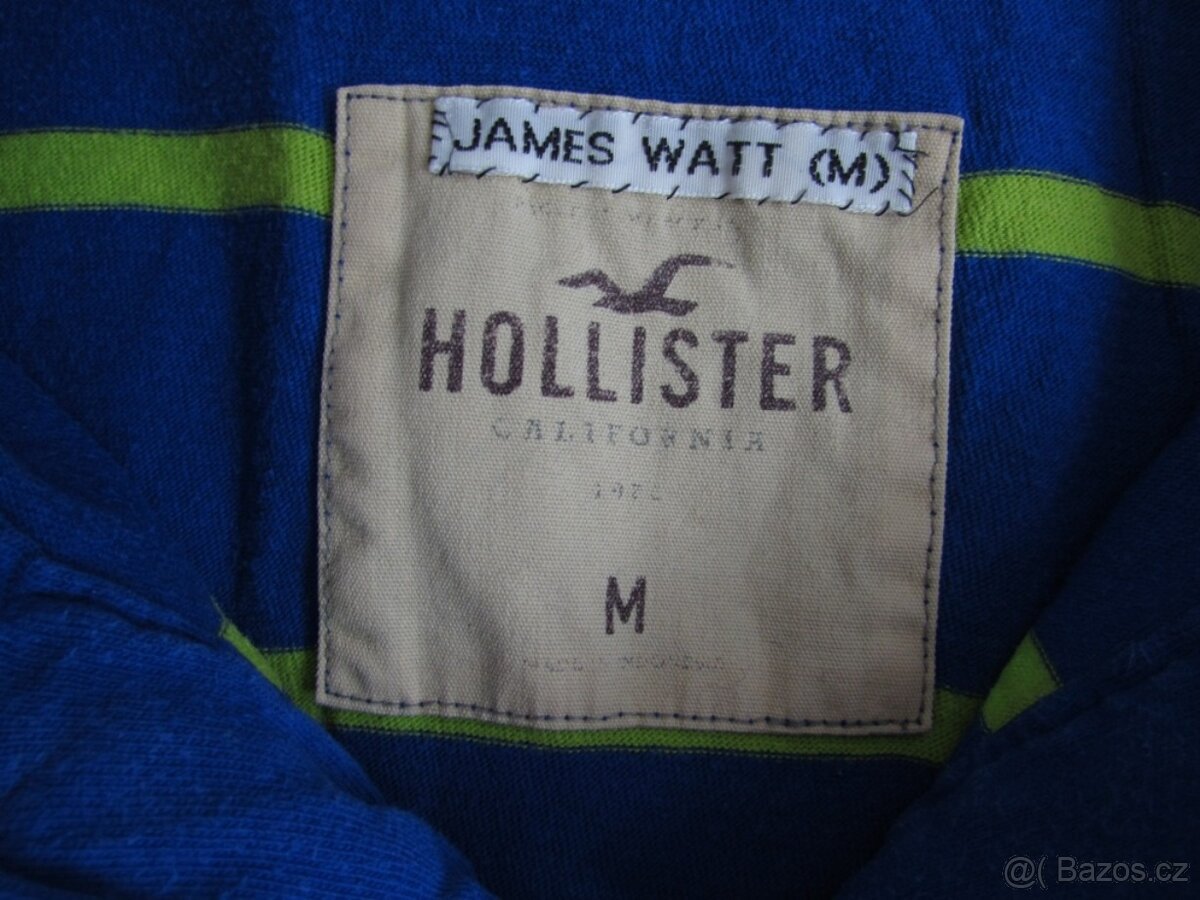 JAMES WATT (M)
HOLLISTER
CALIFORNIA
M
@( Bazos.cz